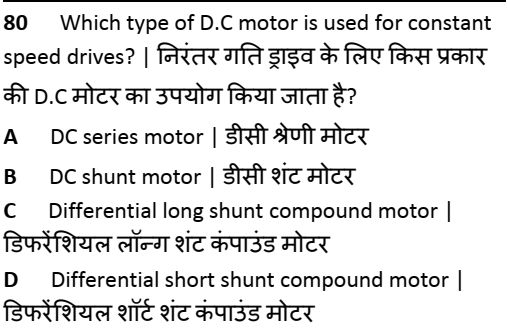 80 Which type of D.C motor is used for constant
speed drives? | निरंतर गति ड्राइव के लिए किस प्रकार
की D.C मोटर का उपयोग किया जाता है?
A DC series motor | डीसी श्रेणी मोटर
B DC shunt motor | डीसी शंट मोटर
C Differential long shunt compound motor |
डिफरेंशियल लॉन्ग शंट कंपाउंड मोटर
D Differential short shunt compound motor |
डिफरेंशियल शॉर्ट शंट कंपाउंड मोटर